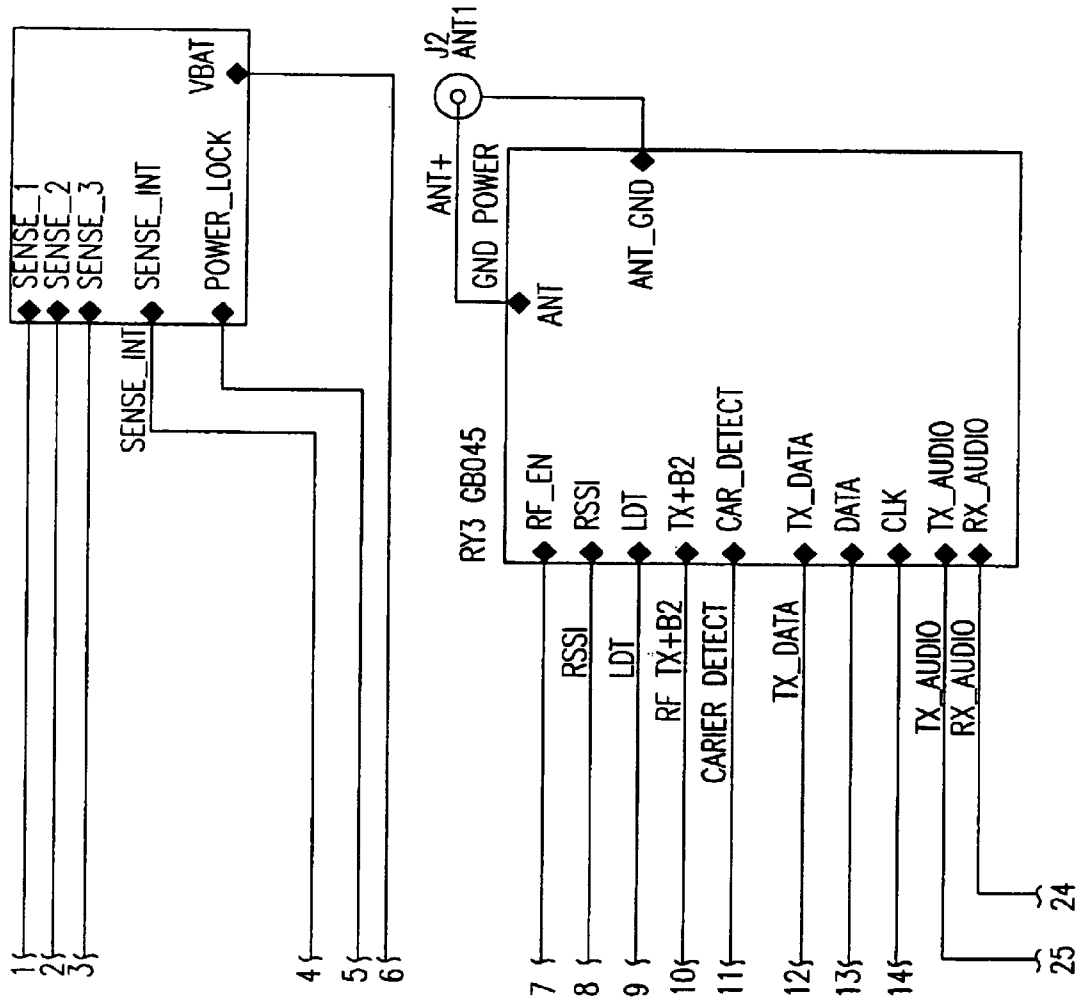 1
2
3
SENSE_1
SENSE_2
SENSE_3
SENSE_INT
SENSE_INT
POWER_LOCK
VBAT
4
5
6
J2
ANT1
ANT+
GND POWER
ANT_GND
ANT
RY3 GB045
7
RF_EN
8
RSSI
RSSI
9
LDT
LDT
10
RF TX+B2
TX+B2
11
CARIER DETECT
CAR_DETECT
12
TX_DATA
TX_DATA
13
DATA
14
CLK
TX_AUDIO
TX_AUDIO
RX_AUDIO
RX_AUDIO
25
24